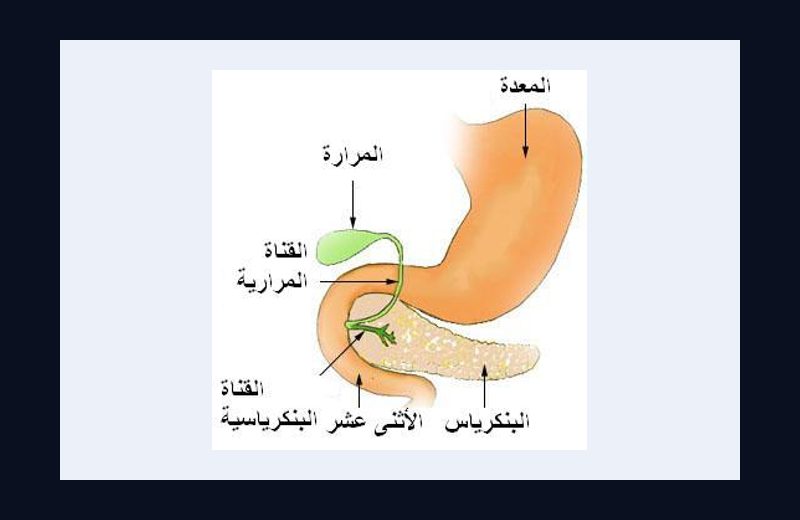 المعدة
المرارة
القناة
المرارية
القناة
البنكرياسية
الأثنى عشر
البنكرياس